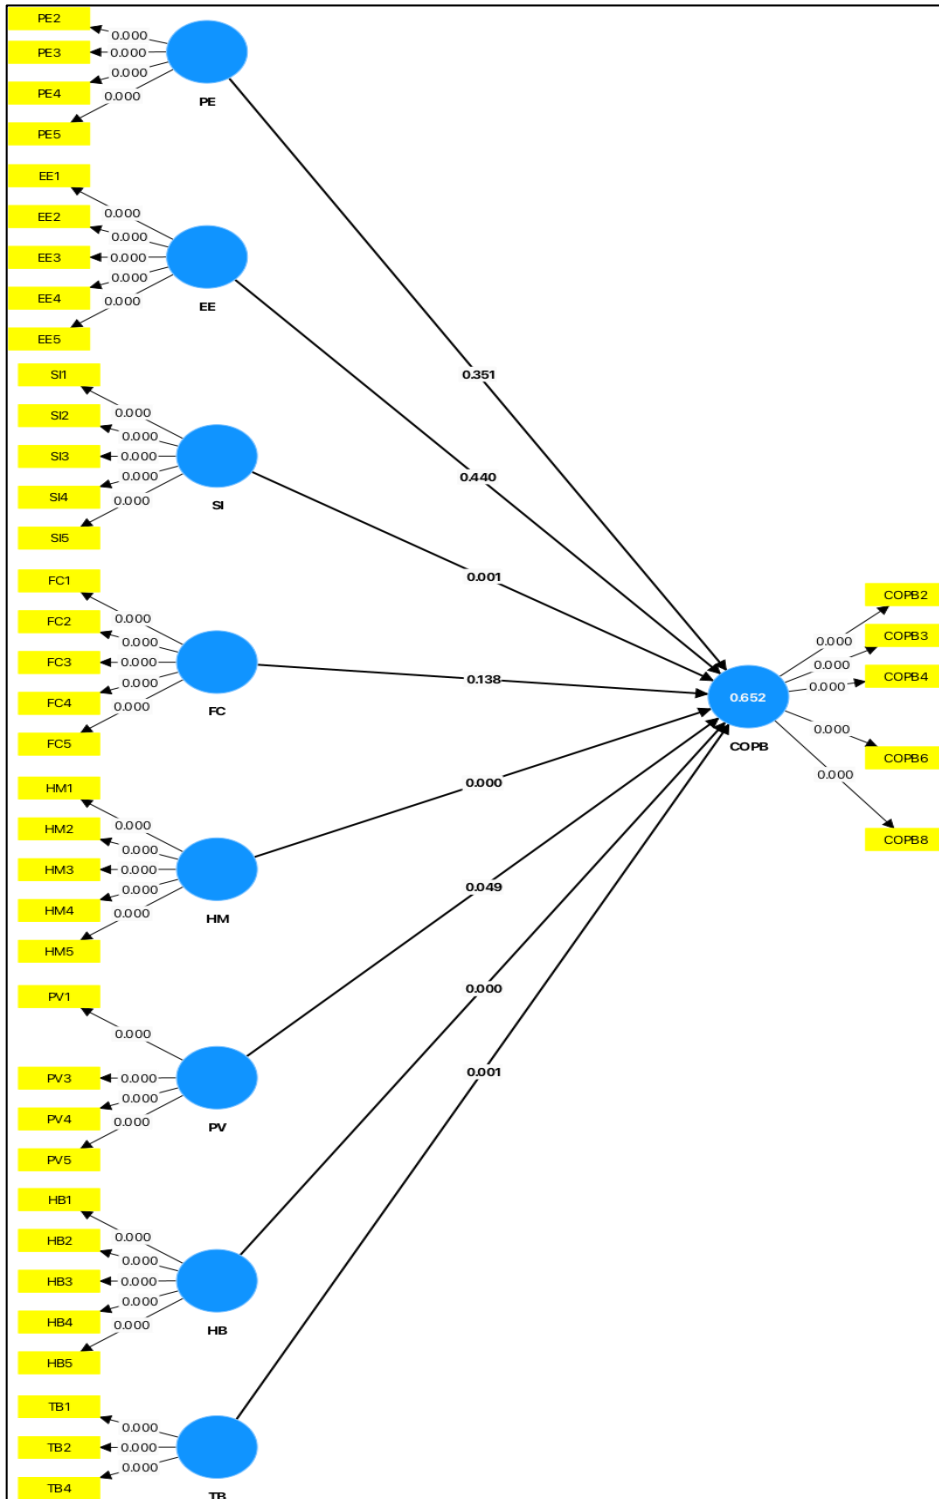 PE2
0.000
PE3
0.000
0.000
PE4
0.000
PE
PE5
EE1
0.000
EE2
0.000
EE3
0.000
0.000
EE4
0.000
EE
EE5
0.351
SI1
0.000
SI2
0.000
SI3
0.000
0.440
0.000
SI4
0.000
SI
SI5
0.001
FC1
0.000
FC2
0.000
FC3
0.000
0.138
0.000
FC4
0.000
FC
FC5
COPB2
0.000
COPB3
0.000
COPB4
0.000
0.652
0.000
COPB
COPB6
0.000
COPB8
HM1
0.000
0.000
HM2
0.000
HM3
0.000
0.000
HM4
0.000
HM
HM5
0.049
PV1
0.000
0.000
PV3
0.000
0.001
0.000
PV4
0.000
PV
PV5
HB1
0.000
HB2
0.000
HB3
0.000
0.000
HB4
0.000
HB
HB5
TB1
0.000
TB2
0.000
0.000
TB4
TB